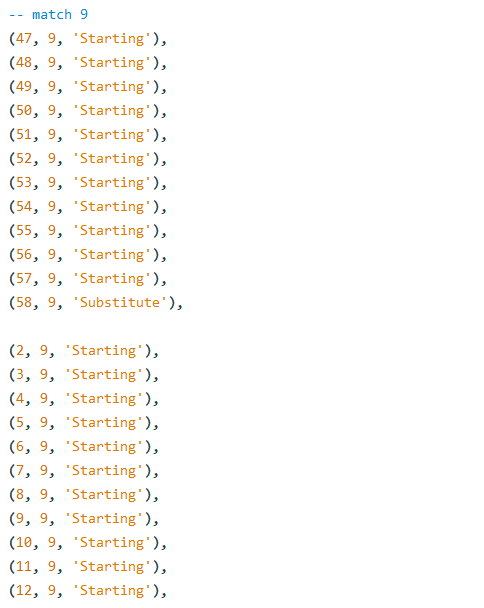 -- match 9
(47, 9, 'Starting'),
(48, 9, 'Starting'),
(49, 9, 'Starting'),
(50, 9, 'Starting'),
(51, 9, 'Starting'),
(52, 9, 'Starting'),
(53, 9, 'Starting'),
(54, 9, 'Starting'),
(55, 9, 'Starting'),
(56, 9, 'Starting'),
(57, 9, 'Starting'),
(58, 9, 'Substitute'),

(2, 9, 'Starting'),
(3, 9, 'Starting'),
(4, 9, 'Starting'),
(5, 9, 'Starting'),
(6, 9, 'Starting'),
(7, 9, 'Starting'),
(8, 9, 'Starting'),
(9, 9, 'Starting'),
(10, 9, 'Starting'),
(11, 9, 'Starting'),
(12, 9, 'Starting'),